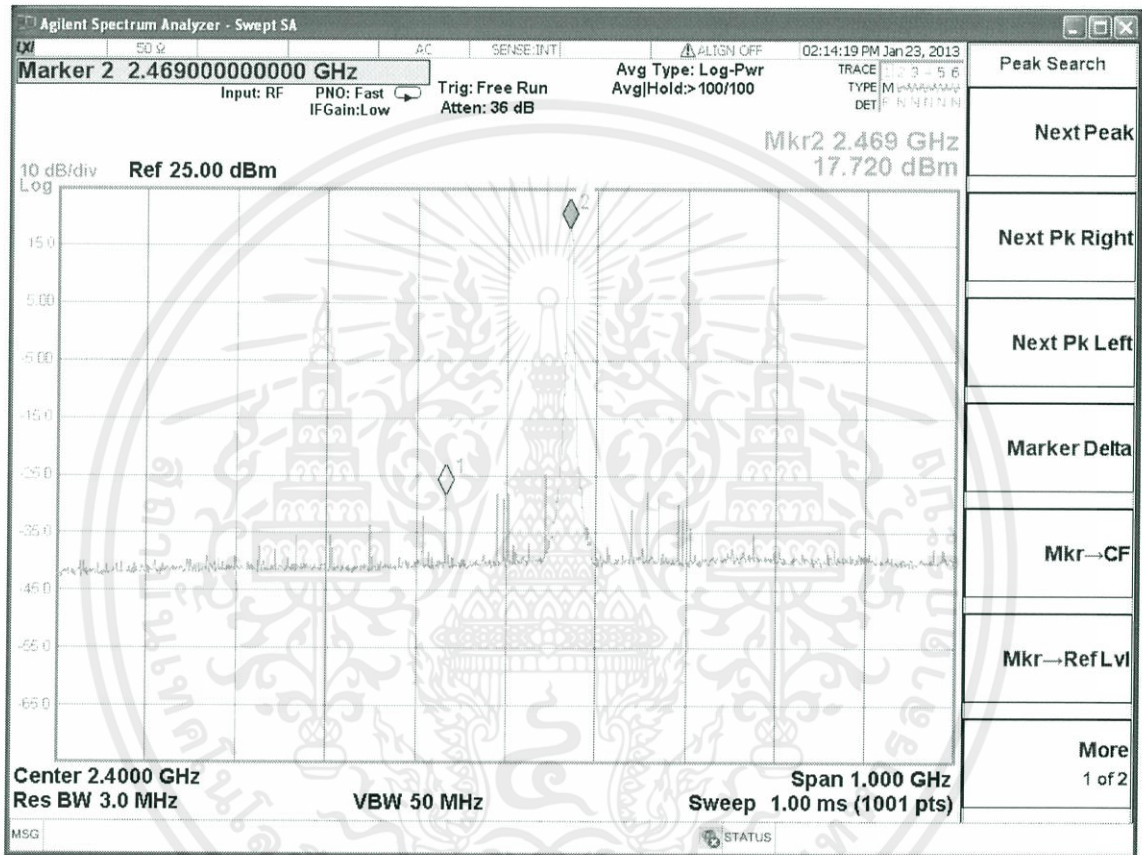 Agilent Spectrum Analyzer - Swept SA
LXI 50 Ω AC SENSE:INT ALIGN OFF 02:14:19 PM Jan 23, 2013
Marker 2 2.469000000000 GHz
Input: RF PNO: Fast IFGain:Low
Trig: Free Run
Atten: 36 dB
Avg Type: Log-Pwr
Avg|Hold:>100/100
TRACE 1 2 3 4 5 6
TYPE M
DET P N N N N N
Mkr2 2.469 GHz
17.720 dBm
10 dB/div Ref 25.00 dBm
Log
2
15.0
5.00
-5.00
-15.0
1
-25.0
-35.0
-45.0
-55.0
-65.0
Center 2.4000 GHz Span 1.000 GHz
Res BW 3.0 MHz VBW 50 MHz Sweep 1.00 ms (1001 pts)
MSG STATUS
Peak Search
Next Peak
Next Pk Right
Next Pk Left
Marker Delta
Mkr→CF
Mkr→Ref Lvl
More
1 of 2